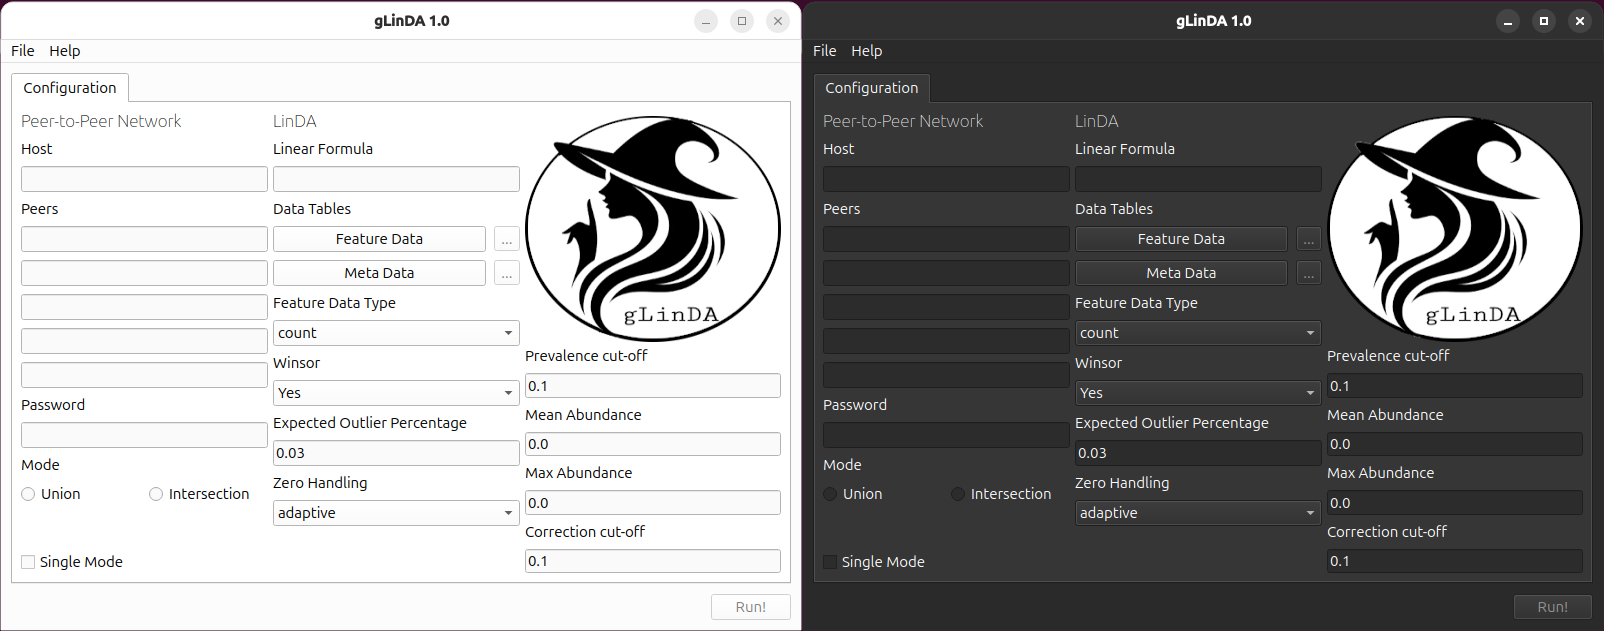 gLinDA 1.0
File Help
Configuration
Peer-to-Peer Network
Host
Peers
Password
Mode
Union
Intersection
Single Mode
LinDA
Linear Formula
Data Tables
Feature Data
...
Meta Data
...
Feature Data Type
count
Winsor
Yes
Expected Outlier Percentage
0.03
Zero Handling
adaptive
gLinDA
Prevalence cut-off
0.1
Mean Abundance
0.0
Max Abundance
0.0
Correction cut-off
0.1
Run!
gLinDA 1.0
File Help
Configuration
Peer-to-Peer Network
Host
Peers
Password
Mode
Union
Intersection
Single Mode
LinDA
Linear Formula
Data Tables
Feature Data
...
Meta Data
...
Feature Data Type
count
Winsor
Yes
Expected Outlier Percentage
0.03
Zero Handling
adaptive
gLinDA
Prevalence cut-off
0.1
Mean Abundance
0.0
Max Abundance
0.0
Correction cut-off
0.1
Run!